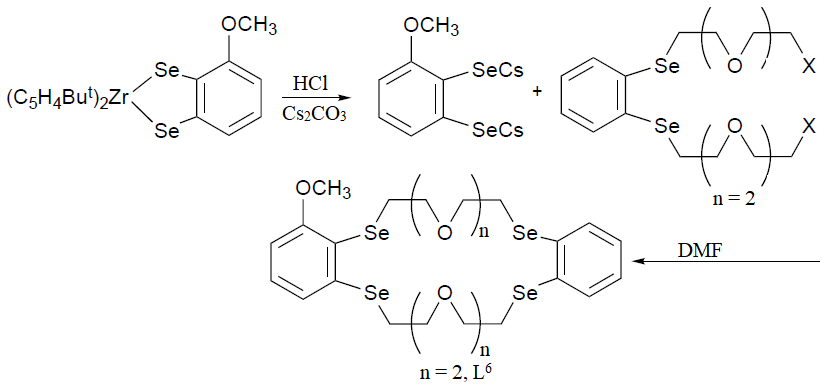 OCH₃
Se
(C₅H₄Buᵗ)₂Zr
Se
HCl
Cs₂CO₃
OCH₃
SeCs
SeCs
+
Se
O
X
Se
O
X
n = 2
OCH₃
Se
O
n
Se
Se
O
n
Se
n = 2, L⁶
DMF